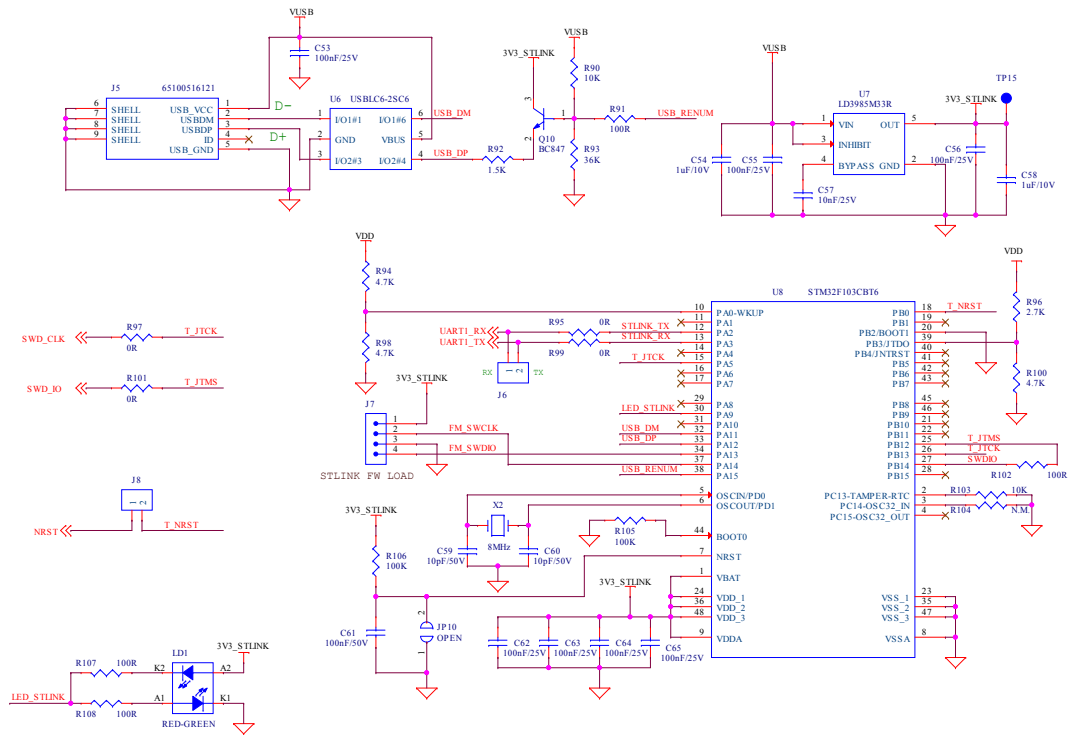 VUSB
C53
100nF/25V
J5
65100516121
6 SHELL
7 SHELL
8 SHELL
9 SHELL
USB_VCC 1
USBDM 2
USBDP 3
ID 4
USB_GND 5
D-
D+
U6
USBLC6-2SC6
1 I/O1#1
2 GND
3 I/O2#3
I/O1#6 6
VBUS 5
I/O2#4 4
USB_DM
USB_DP
R92
1.5K
3V3_STLINK
3
2
1
Q10
BC847
VUSB
R90
10K
R93
36K
R91
100R
USB_RENUM
VUSB
C54
1uF/10V
C55
100nF/25V
U7
LD3985M33R
1 VIN
3 INHIBIT
4 BYPASS
OUT 5
GND 2
C57
10nF/25V
3V3_STLINK
TP15
C56
100nF/25V
C58
1uF/10V
SWD_CLK
R97
0R
T_JTCK
SWD_IO
R101
0R
T_JTMS
J8
1
2
NRST
T_NRST
VDD
R94
4.7K
R98
4.7K
UART1_RX
UART1_TX
R95
0R
R99
0R
STLINK_TX
STLINK_RX
RX
1
2
TX
J6
T_JTCK
3V3_STLINK
J7
1
2
3
4
FM_SWCLK
FM_SWDIO
STLINK FW LOAD
LED_STLINK
USB_DM
USB_DP
USB_RENUM
U8
STM32F103CBT6
10 PA0-WKUP
11 PA1
12 PA2
13 PA3
14 PA4
15 PA5
16 PA6
17 PA7
29 PA8
30 PA9
31 PA10
32 PA11
33 PA12
34 PA13
37 PA14
38 PA15
5 OSCIN/PD0
6 OSCOUT/PD1
44 BOOT0
7 NRST
1 VBAT
24 VDD_1
36 VDD_2
48 VDD_3
9 VDDA
PB0 18
PB1 19
PB2/BOOT1 20
PB3/JTDO 39
PB4/JNTRST 40
PB5 41
PB6 42
PB7 43
PB8 45
PB9 46
PB10 21
PB11 22
PB12 25
PB13 26
PB14 27
PB15 28
PC13-TAMPER-RTC 2
PC14-OSC32_IN 3
PC15-OSC32_OUT 4
VSS_1 23
VSS_2 35
VSS_3 47
VSSA 8
T_NRST
VDD
R96
2.7K
R100
4.7K
T_JTMS
T_JTCK
SWDIO
R102
100R
R103
10K
R104
N.M.
X2
8MHz
C59
10pF/50V
C60
10pF/50V
R105
100K
3V3_STLINK
R106
100K
C61
100nF/50V
2
JP10
OPEN
1
3V3_STLINK
C62
100nF/25V
C63
100nF/25V
C64
100nF/25V
C65
100nF/25V
LED_STLINK
R107
100R
R108
100R
LD1
K2
A2
A1
K1
RED-GREEN
3V3_STLINK